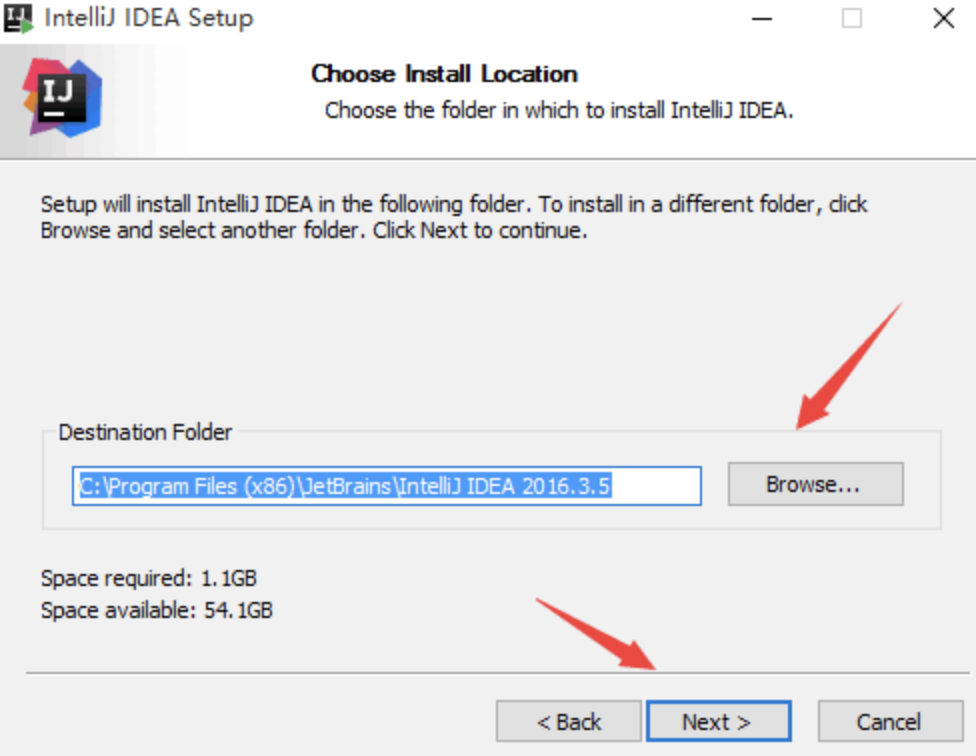 IntelliJ IDEA Setup
IJ
Choose Install Location
Choose the folder in which to install IntelliJ IDEA.
Setup will install IntelliJ IDEA in the following folder. To install in a different folder, click
Browse and select another folder. Click Next to continue.
Destination Folder
C:\Program Files (x86)\JetBrains\IntelliJ IDEA 2016.3.5
Browse...
Space required: 1.1GB
Space available: 54.1GB
< Back
Next >
Cancel